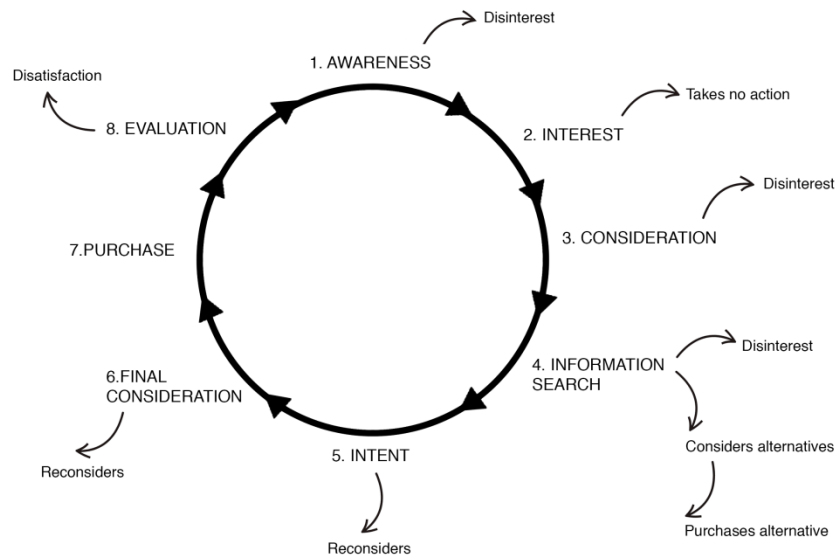 Disinterest
1. AWARENESS
Disatisfaction
Takes no action
8. EVALUATION
2. INTEREST
Disinterest
3. CONSIDERATION
7.PURCHASE
Disinterest
4. INFORMATION
SEARCH
6.FINAL
CONSIDERATION
Considers alternatives
5. INTENT
Reconsiders
Purchases alternative
Reconsiders